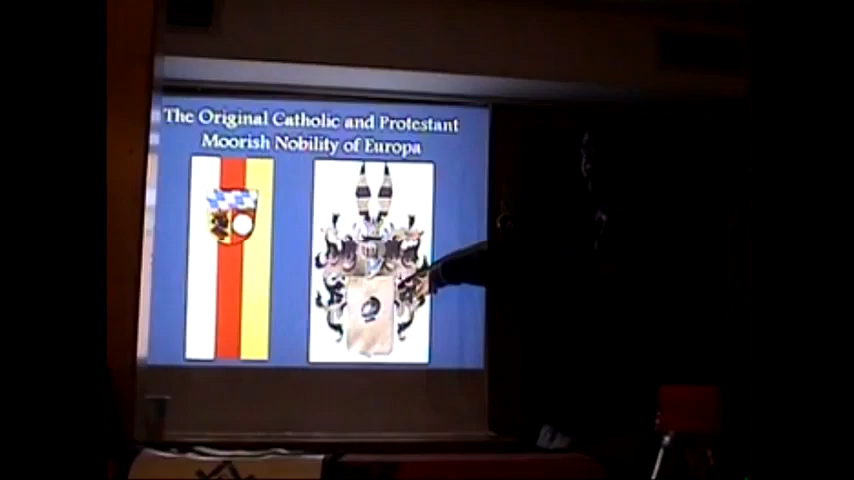 The Original Catholic and Protestant
Moorish Nobility of Europa